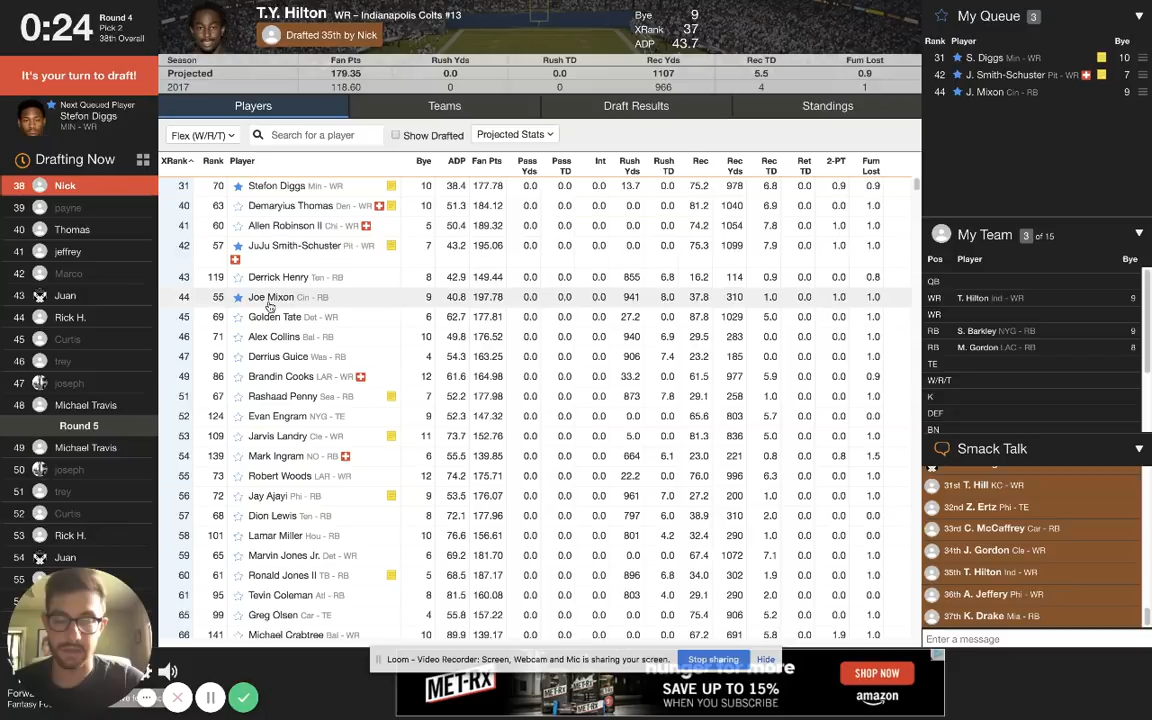 0:24
Round 4
Pick 2
38th Overall
It's your turn to draft!
Next Queued Player
Stefon Diggs
MIN - WR
Drafting Now
38 Nick
39 payne
40 Thomas
41 jeffrey
42 Marco
43 Juan
44 Rick H.
45 Curtis
46 trey
47 joseph
48 Michael Travis
Round 5
49 Michael Travis
50 joseph
51 trey
52 Curtis
53 Rick H.
54 Juan
55
T.Y. Hilton WR – Indianapolis Colts #13
Drafted 35th by Nick
Bye 9
XRank 37
ADP 43.7
Season Fan Pts Rush Yds Rush TD Rec Yds Rec TD Fum Lost
Projected 179.35 0.0 0.0 1107 5.5 0.9
2017 118.60 0 0 966 4 1
Players Teams Draft Results Standings
Flex (W/R/T) Search for a player Show Drafted Projected Stats
XRank Rank Player Bye ADP Fan Pts Pass Yds Pass TD Int Rush Yds Rush TD Rec Rec Yds Rec TD Ret TD 2-PT Fum Lost
31 70 Stefon Diggs Min - WR 10 38.4 177.78 0.0 0.0 0.0 13.7 0.0 75.2 978 6.8 0.0 0.9 0.9
40 63 Demaryius Thomas Den - WR 10 51.3 184.12 0.0 0.0 0.0 0.0 0.0 81.2 1040 6.9 0.0 0.0 0.0
41 60 Allen Robinson II Chi - WR 5 50.4 189.32 0.0 0.0 0.0 0.0 0.0 74.2 1054 7.8 0.0 1.0 0.0
42 57 JuJu Smith-Schuster Pit - WR 7 43.2 195.06 0.0 0.0 0.0 0.0 0.0 75.3 1099 7.9 0.0 1.0 1.0
43 119 Derrick Henry Ten - RB 8 42.9 149.44 0.0 0.0 0.0 855 6.8 16.2 114 0.9 0.0 0.0 0.8
44 55 Joe Mixon Cin - RB 9 40.8 197.78 0.0 0.0 0.0 941 8.0 37.8 310 1.0 0.0 1.0 1.0
45 69 Golden Tate Det - WR 6 62.7 177.81 0.0 0.0 0.0 27.2 0.0 87.8 1029 5.0 0.0 0.0 1.0
46 71 Alex Collins Bal - RB 10 49.8 176.52 0.0 0.0 0.0 940 6.9 29.5 283 0.0 0.0 0.0 1.0
47 90 Derrius Guice Was - RB 4 54.3 163.25 0.0 0.0 0.0 906 7.4 23.2 185 0.0 0.0 0.0 1.0
49 86 Brandin Cooks LAR - WR 12 61.6 164.98 0.0 0.0 0.0 33.2 0.0 61.5 977 5.9 0.0 0.0 0.9
51 67 Rashaad Penny Sea - RB 7 52.2 177.98 0.0 0.0 0.0 873 7.8 29.1 258 1.0 0.0 0.0 1.0
52 124 Evan Engram NYG - TE 9 52.3 147.32 0.0 0.0 0.0 0.0 0.0 65.6 803 5.7 0.0 0.0 0.0
53 109 Jarvis Landry Cle - WR 11 73.7 152.76 0.0 0.0 0.0 5.0 0.0 81.3 836 5.0 0.0 0.0 1.0
54 139 Mark Ingram NO - RB 6 55.5 139.85 0.0 0.0 0.0 664 6.1 23.0 221 0.8 0.0 0.8 1.5
55 73 Robert Woods LAR - WR 12 74.2 175.71 0.0 0.0 0.0 22.2 0.0 76.0 996 6.3 0.0 0.0 0.0
56 72 Jay Ajayi Phi - RB 9 53.5 176.07 0.0 0.0 0.0 961 7.0 27.2 200 1.0 0.0 0.0 1.0
57 68 Dion Lewis Ten - RB 8 72.1 177.96 0.0 0.0 0.0 797 6.0 38.9 310 2.0 0.0 0.0 1.0
58 101 Lamar Miller Hou - RB 10 76.6 156.61 0.0 0.0 0.0 801 4.2 32.4 290 1.0 0.0 0.0 1.0
59 65 Marvin Jones Jr. Det - WR 6 69.2 181.70 0.0 0.0 0.0 0.0 0.0 67.4 1072 7.1 0.0 0.0 0.0
60 61 Ronald Jones II TB - RB 5 68.5 187.17 0.0 0.0 0.0 896 6.8 34.0 302 1.9 0.0 0.0 1.0
61 95 Tevin Coleman Atl - RB 8 81.5 160.08 0.0 0.0 0.0 803 4.0 29.1 290 2.0 0.0 0.0 1.0
65 99 Greg Olsen Car - TE 4 55.8 157.22 0.0 0.0 0.0 0.0 0.0 75.4 906 5.2 0.0 0.0 1.0
66 141 Michael Crabtree Bal - WR 10 89.9 139.17 0.0 0.0 0.0 0.0 0.0 67.2 691 5.8 0.0 1.9 0.0
My Queue 3
Rank Player Bye
31 S. Diggs Min - WR 10
42 J. Smith-Schuster Pit - WR 7
44 J. Mixon Cin - RB 9
My Team 3 of 15
Pos Player Bye
QB
WR T. Hilton Ind - WR 9
WR
RB S. Barkley NYG - RB 9
RB M. Gordon LAC - RB 8
TE
W/R/T
K
DEF
BN
Smack Talk
31st T. Hill KC - WR
32nd Z. Ertz Phi - TE
33rd C. McCaffrey Car - RB
34th J. Gordon Cle - WR
35th T. Hilton Ind - WR
36th A. Jeffery Phi - WR
37th K. Drake Mia - RB
Enter a message
Loom – Video Recorder: Screen, Webcam and Mic is sharing your screen. Stop sharing Hide
MET-RX
hunger for more
SAVE UP TO 15%
WHEN YOU SUBSCRIBE
SHOP NOW
amazon